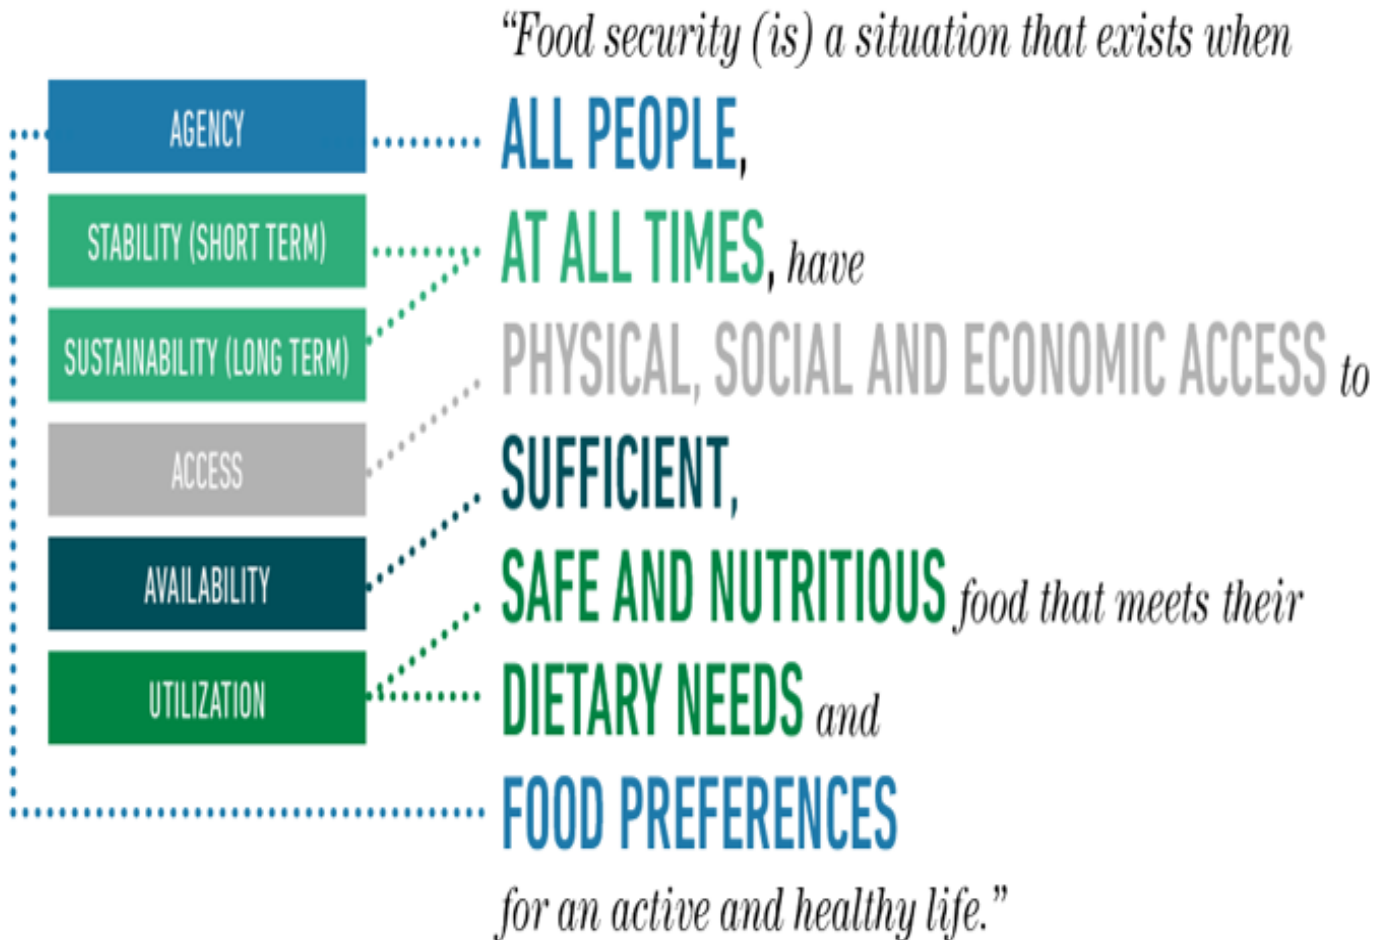 “Food security (is) a situation that exists when
AGENCY
ALL PEOPLE,
STABILITY (SHORT TERM)
AT ALL TIMES, have
SUSTAINABILITY (LONG TERM)
PHYSICAL, SOCIAL AND ECONOMIC ACCESS to
ACCESS
SUFFICIENT,
AVAILABILITY
SAFE AND NUTRITIOUS food that meets their
UTILIZATION
DIETARY NEEDS and
FOOD PREFERENCES
for an active and healthy life.”